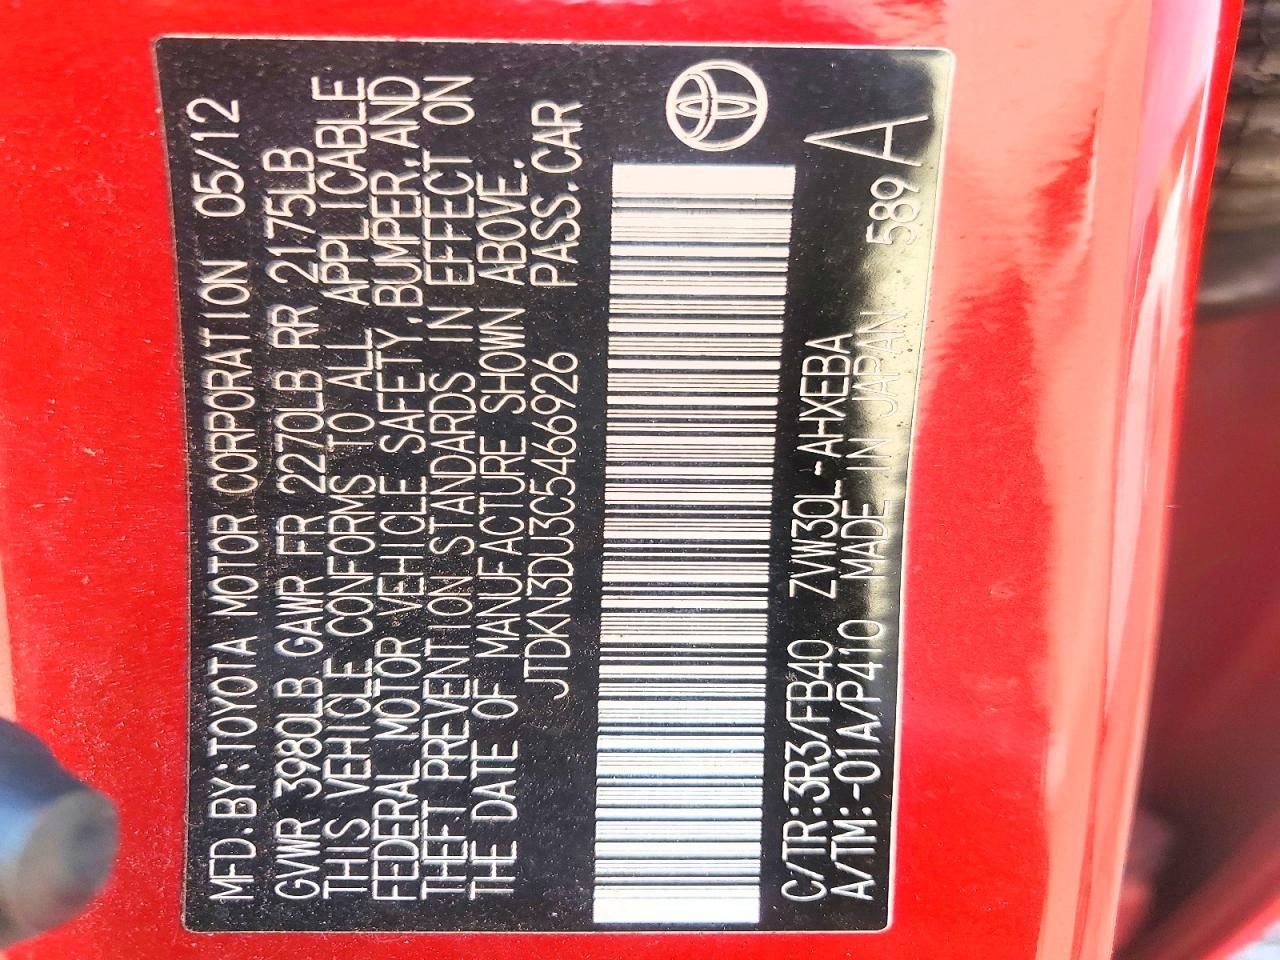 MFD.BY:TOYOTA MOTOR CORPORATION 05/12
GVWR 3980LB GAWR FR 2270LB RR 2175LB
THIS VEHICLE CONFORMS TO ALL APPLICABLE
FEDERAL MOTOR VEHICLE SAFETY,BUMPER,AND
THEFT PREVENTION STANDARDS IN EFFECT ON
THE DATE OF MANUFACTURE SHOWN ABOVE.
JTDKN3DU3C5466926 PASS.CAR
C/TR:3R3/FB40 ZVW30L-AHXEBA
A/TM:-01A/P410 MADE IN JAPAN 589 A